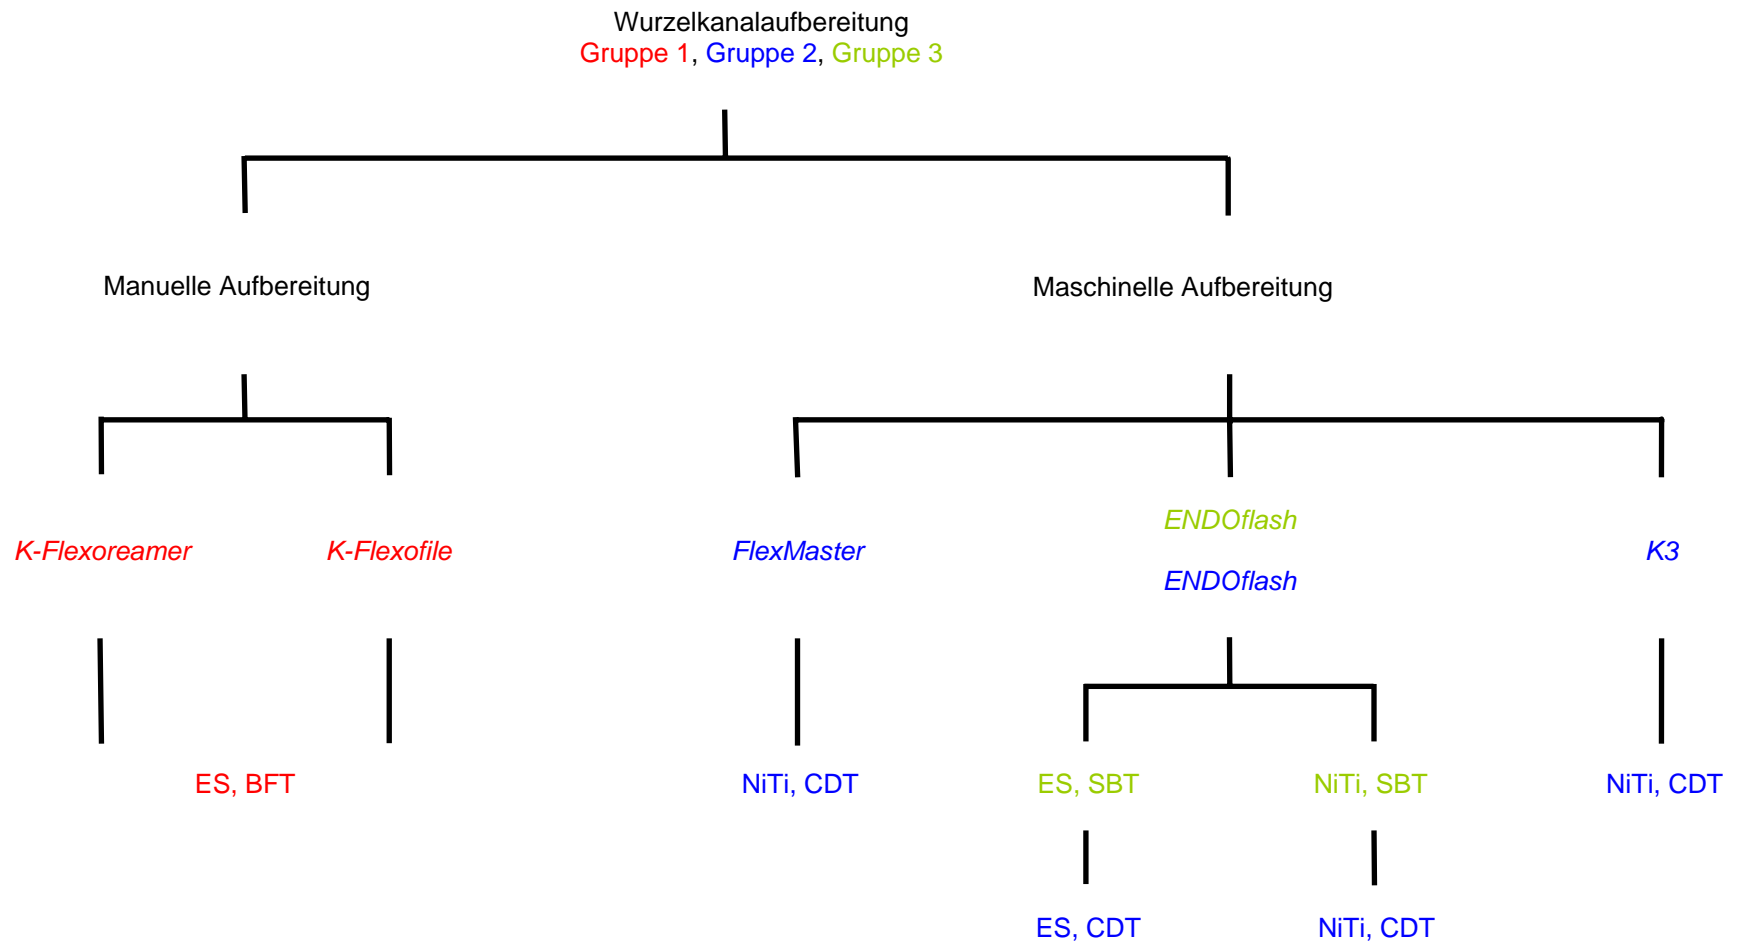 Wurzelkanalaufbereitung
Gruppe 1, Gruppe 2, Gruppe 3
Manuelle Aufbereitung
Maschinelle Aufbereitung
K-Flexoreamer
K-Flexofile
FlexMaster
ENDOflash
ENDOflash
K3
ES, BFT
NiTi, CDT
ES, SBT
NiTi, SBT
NiTi, CDT
ES, CDT
NiTi, CDT